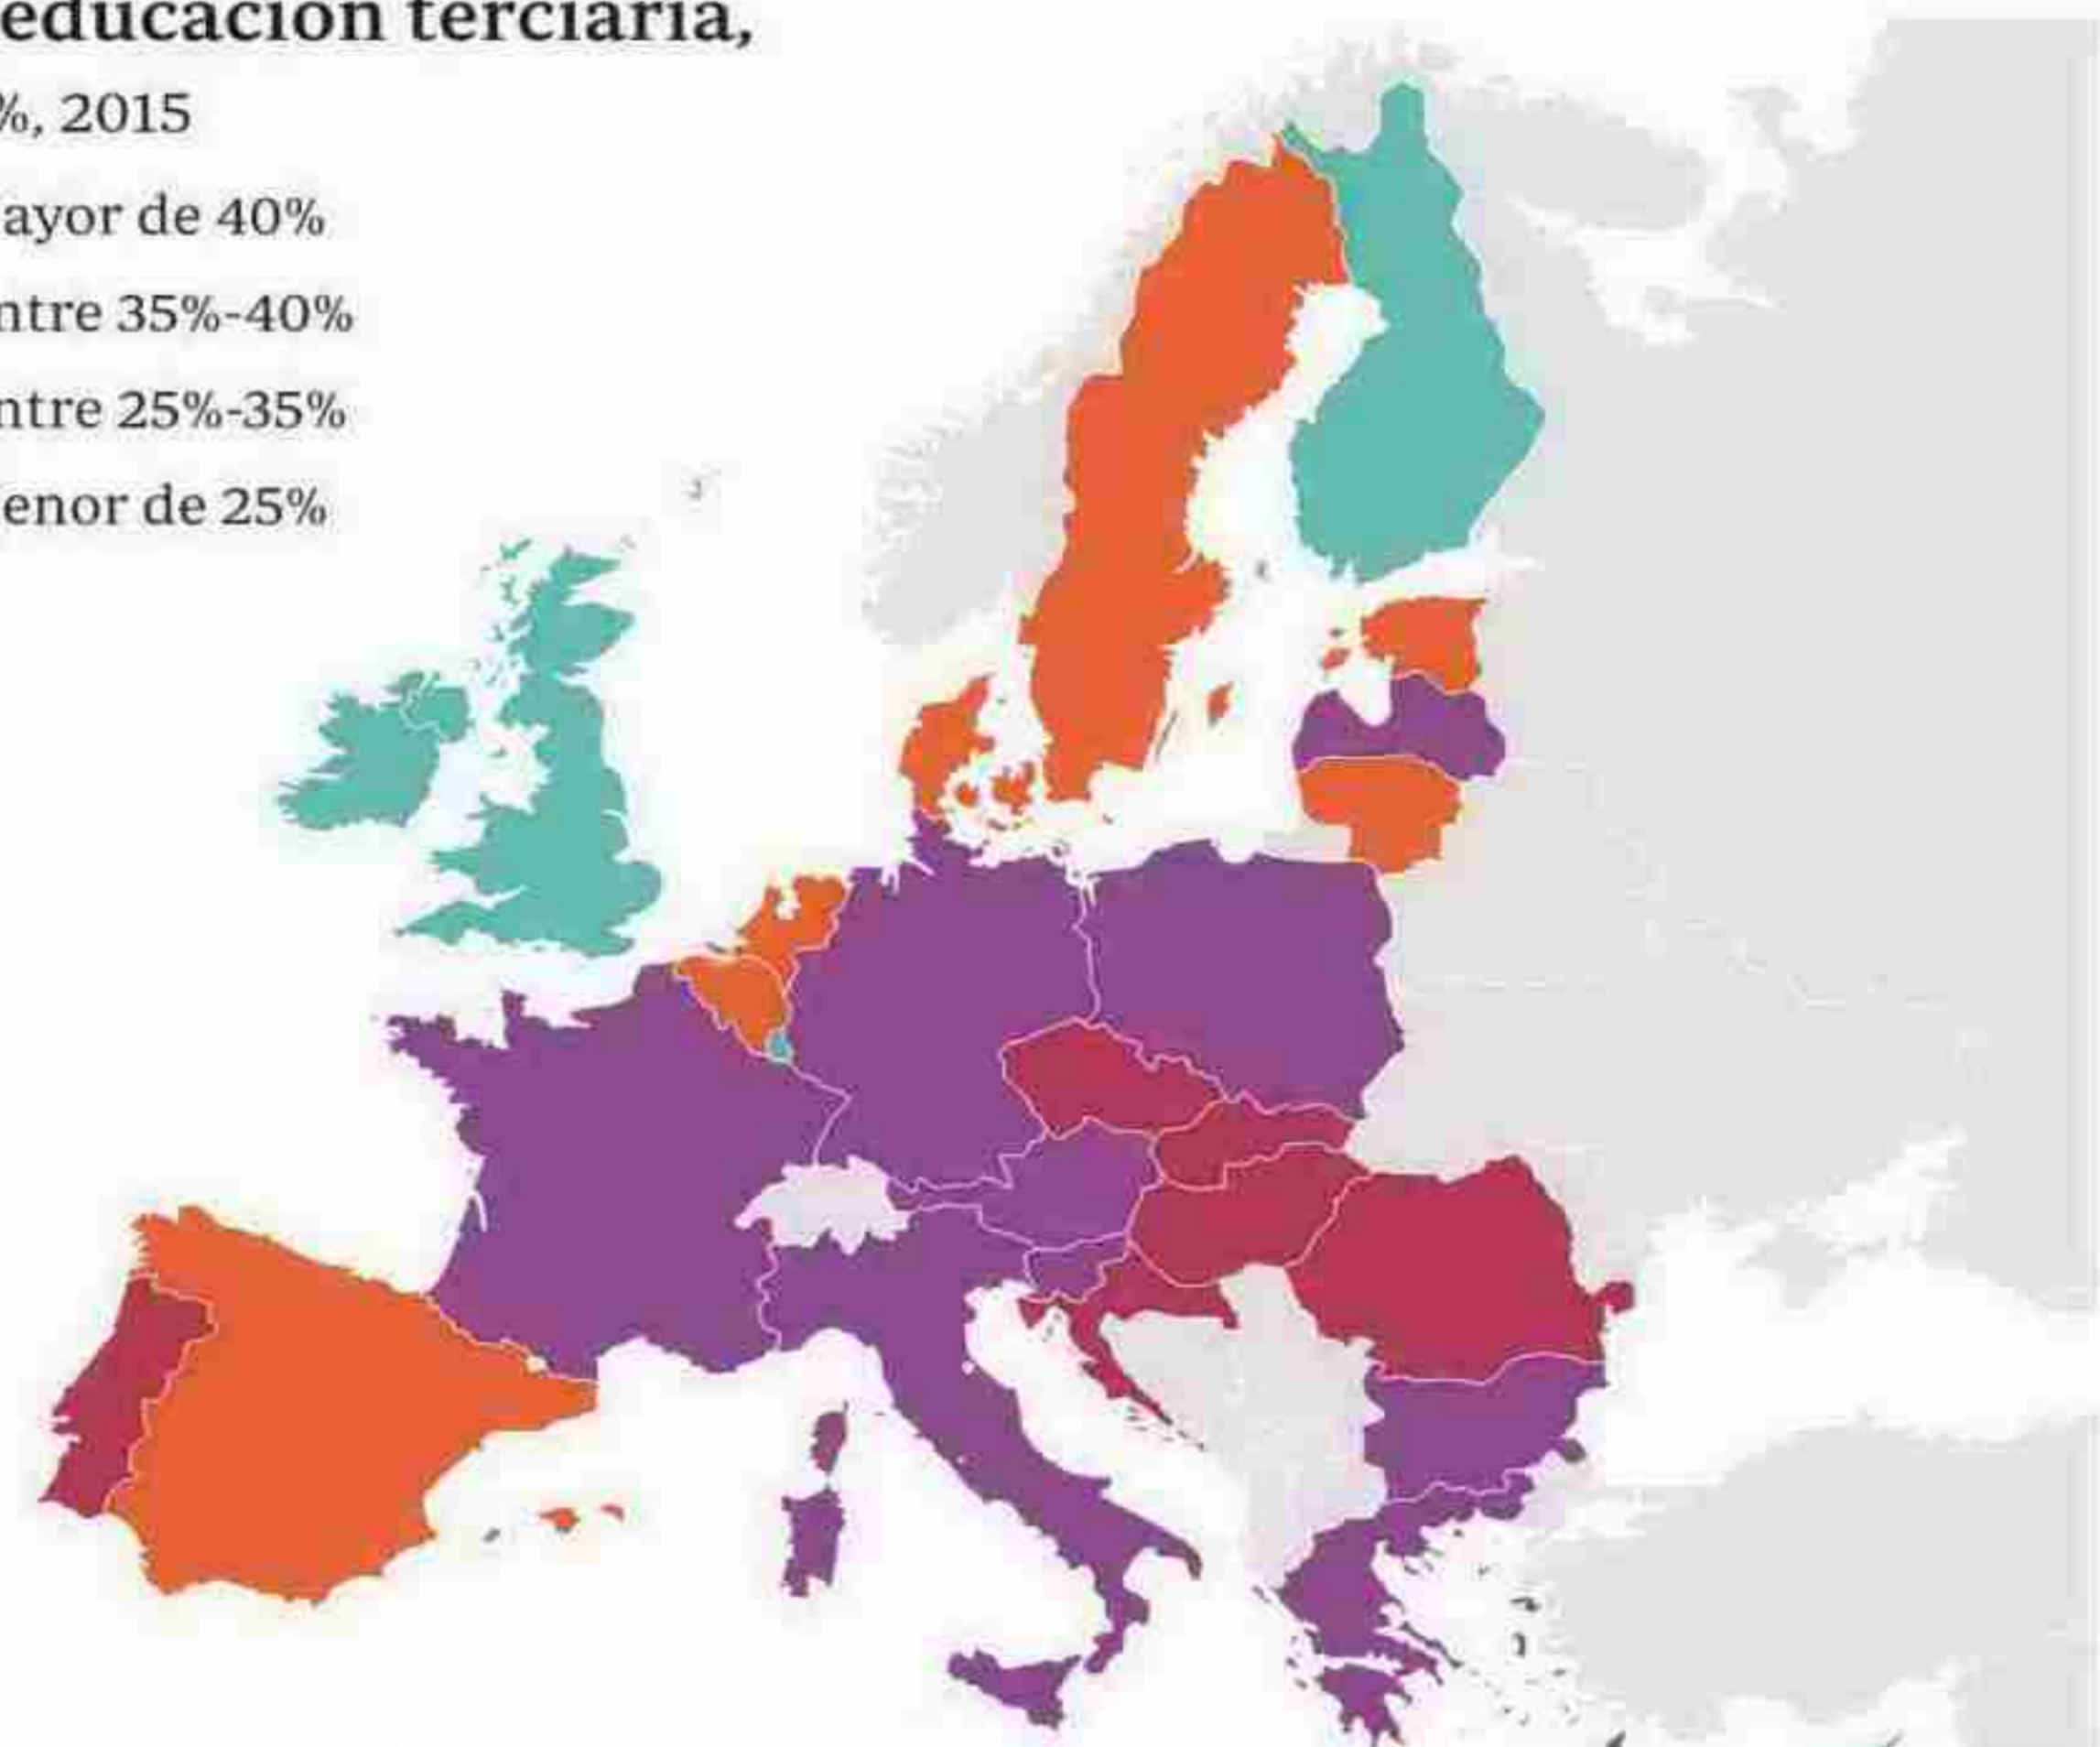 educación terciaria,
%, 2015
ayor de 40%
ntre 35%-40%
ntre 25%-35%
enor de 25%